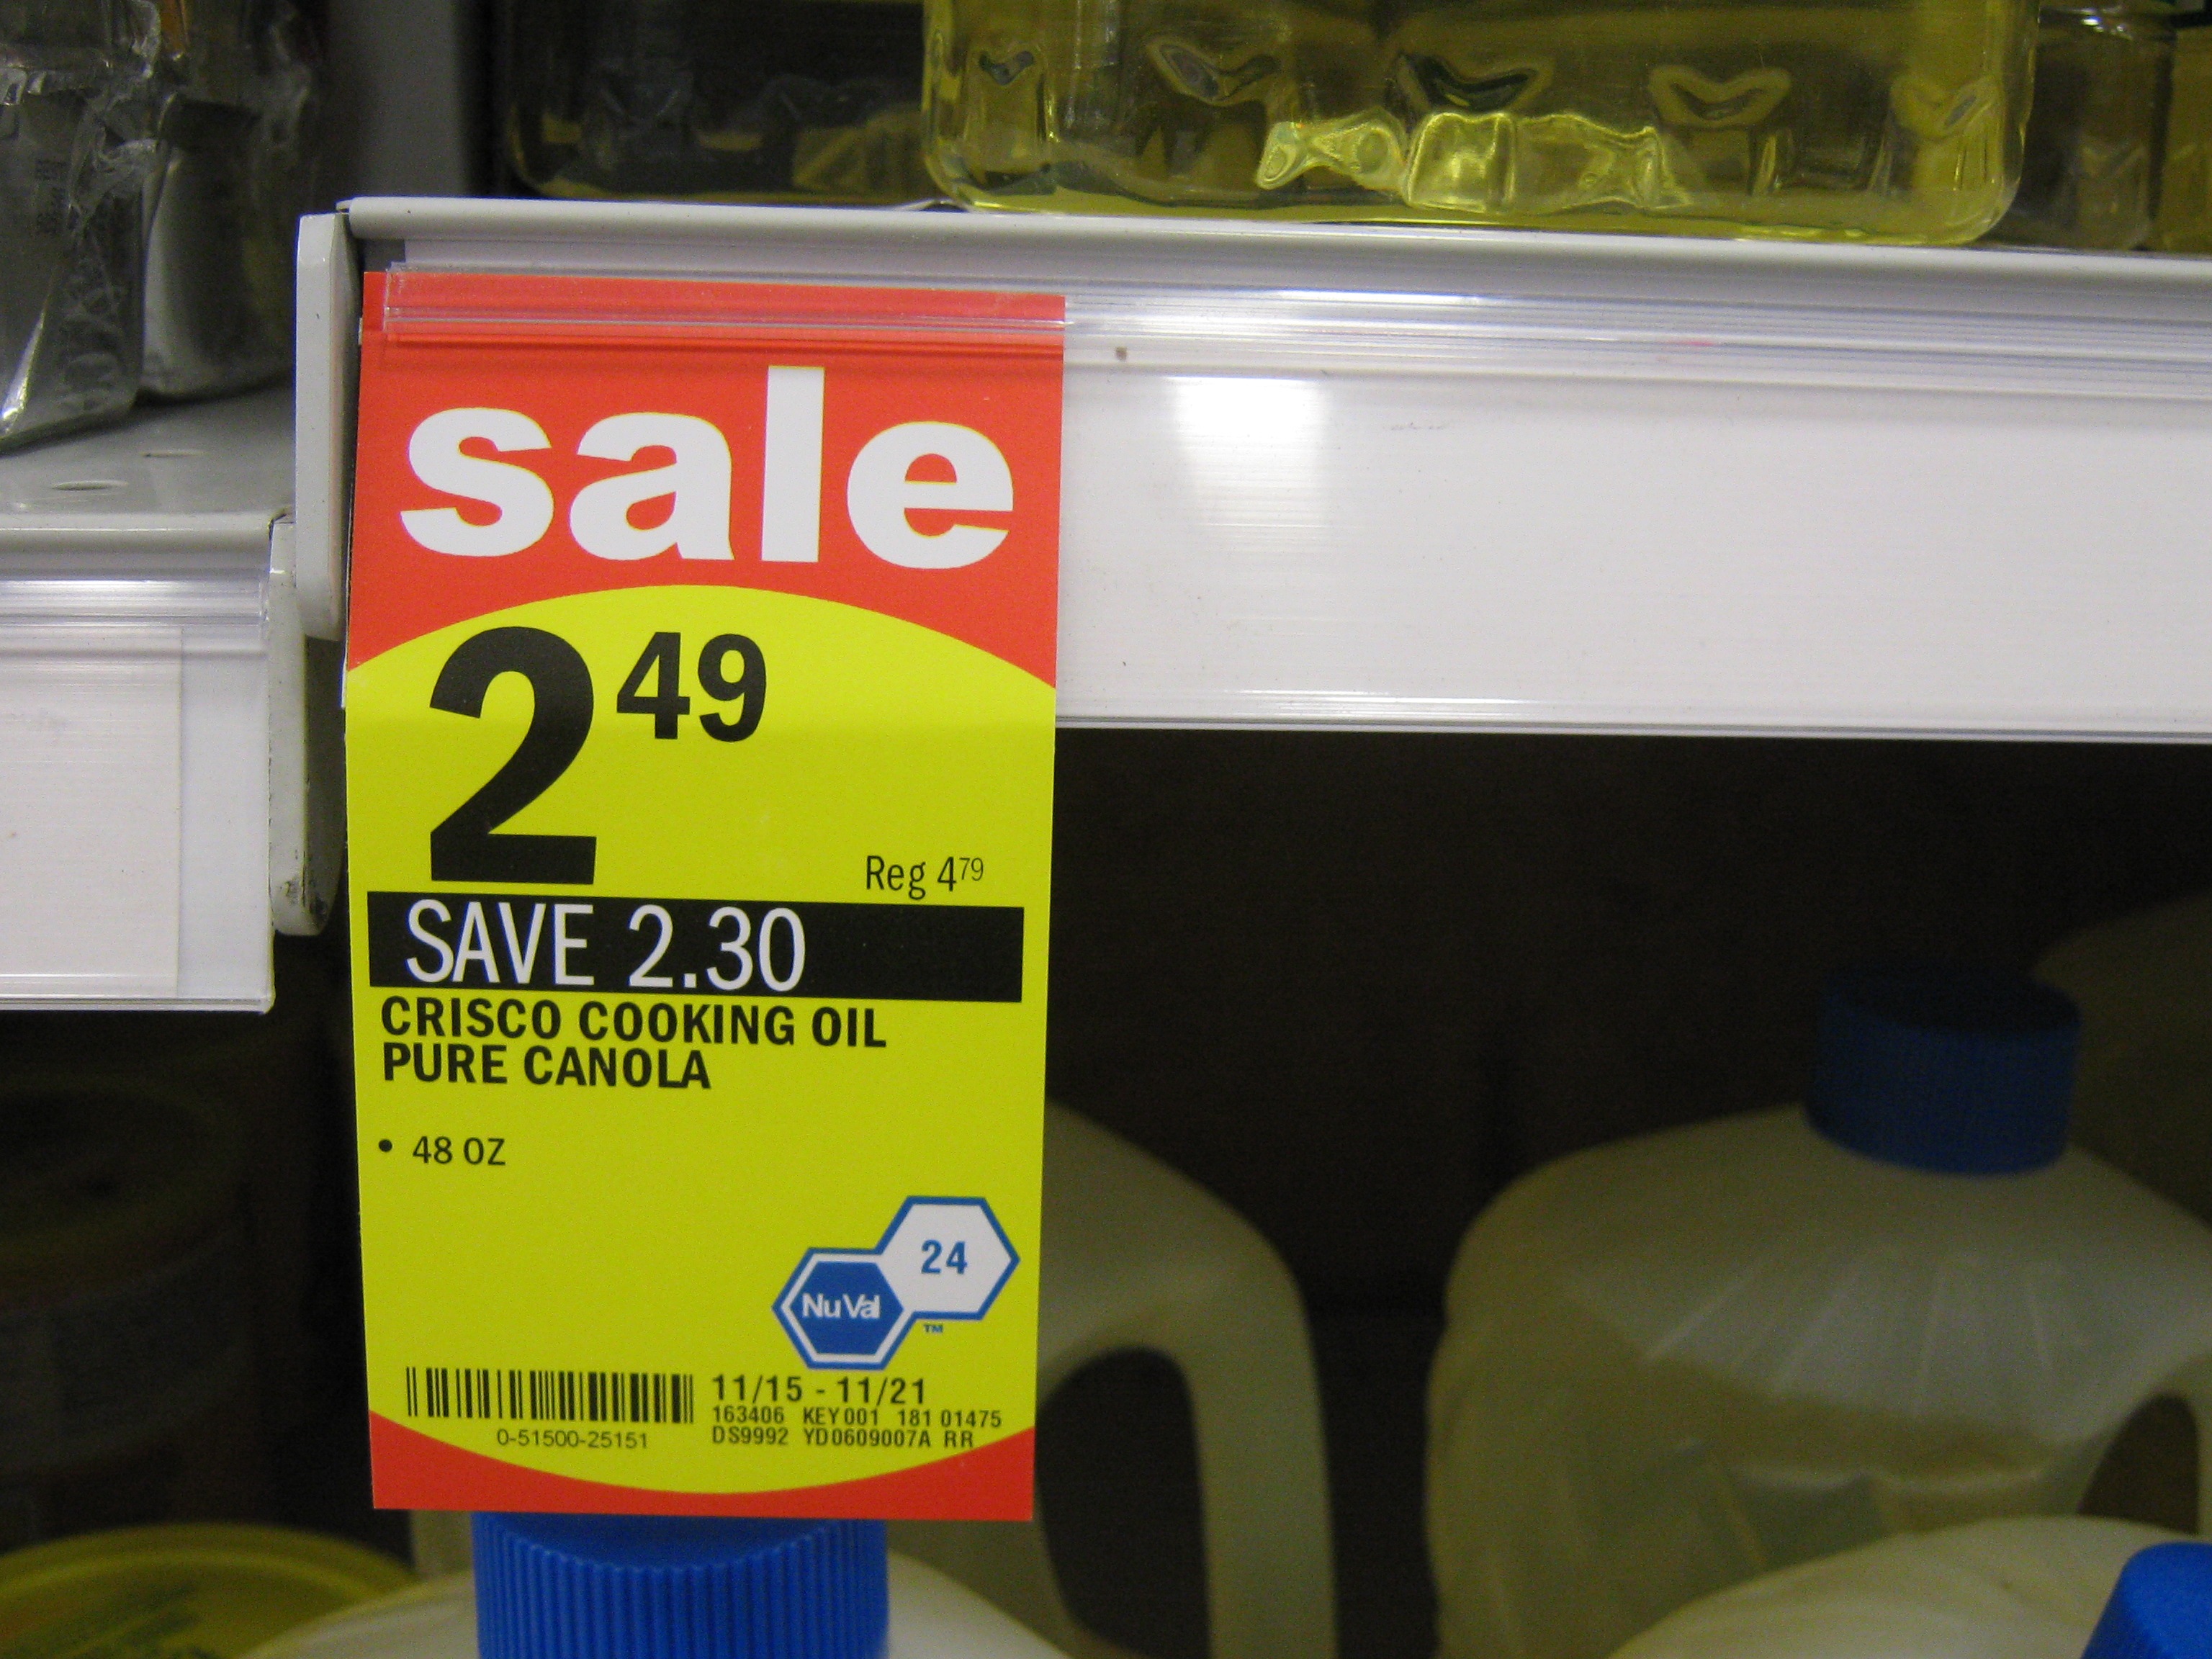 sale
2 49
Reg 4 79
SAVE 2.30
CRISCO COOKING OIL
PURE CANOLA
• 48 OZ
24
NuVal
TM
11/15 - 11/21
163406 KEY001 181 01475
0-51500-25151
DS9992 YD0609007A RR